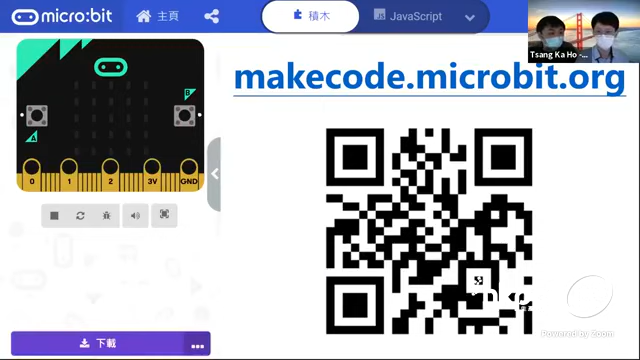 micro:bit
主頁
積木
JavaScript
Tsang Ka Ho -...
makecode.microbit.org
A
B
0 1 2 3V GND
下載
Powered by Zoom